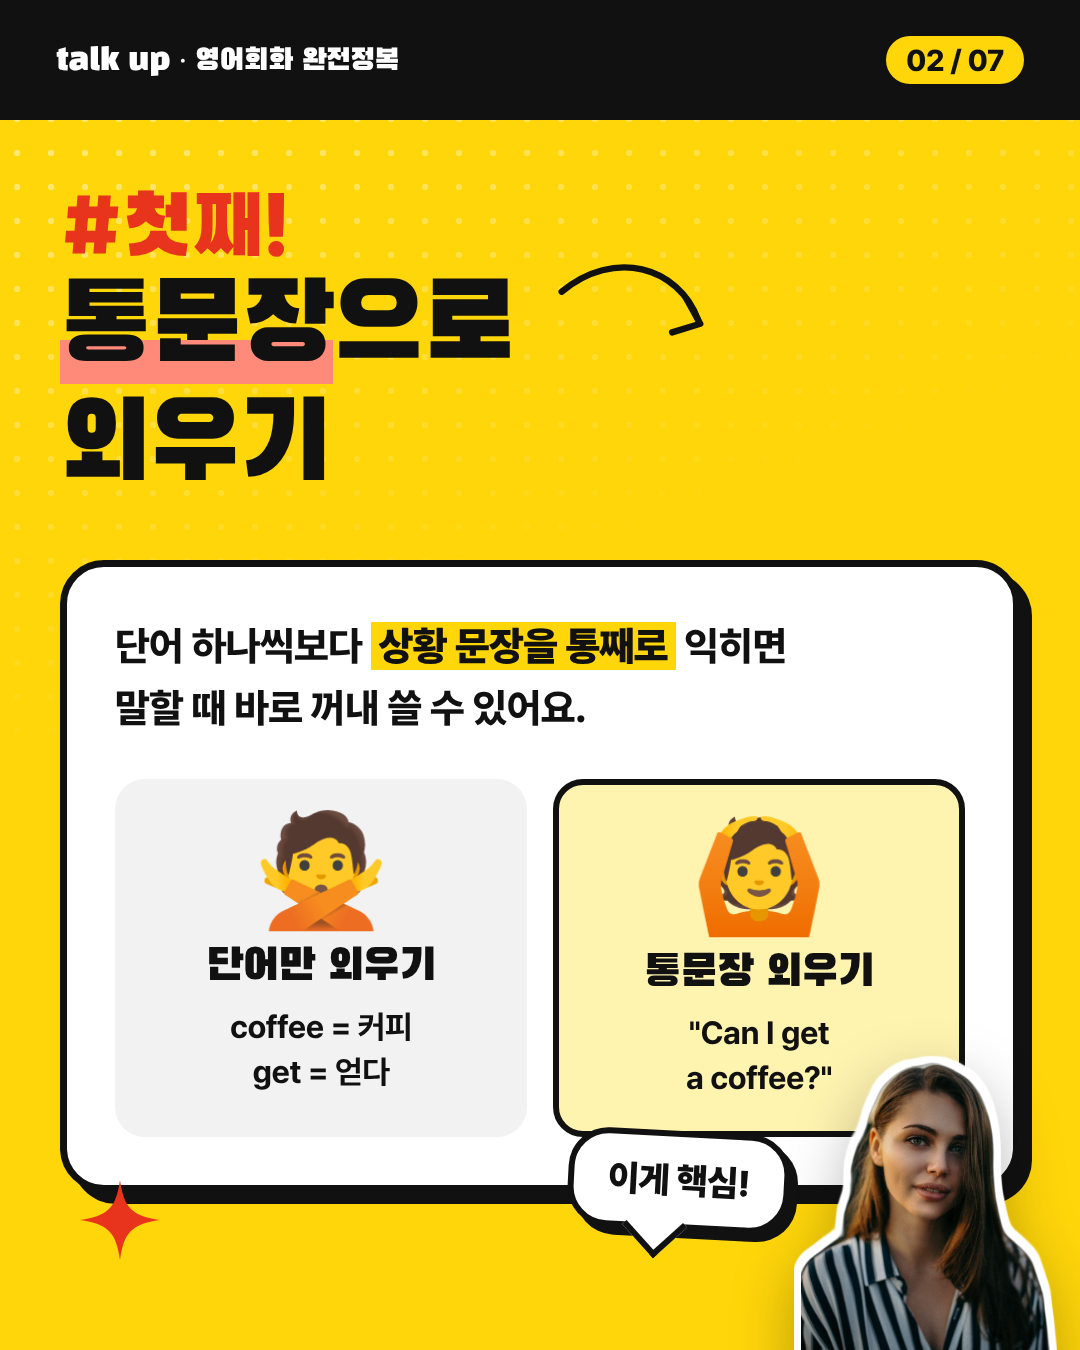 talk up · 영어회화 완전정복
02 / 07
#첫째!
통문장으로
외우기
단어 하나씩보다 상황 문장을 통째로 익히면
말할 때 바로 꺼내 쓸 수 있어요.
단어만 외우기
coffee = 커피
get = 얻다
통문장 외우기
"Can I get
a coffee?"
이게 핵심!